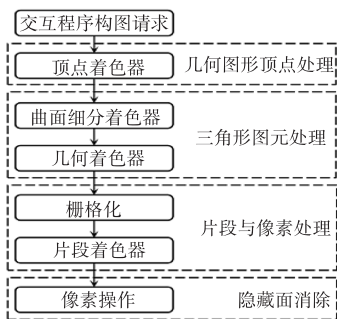 交互程序构图请求
顶点着色器
几何图形顶点处理
曲面细分着色器
三角形图元处理
几何着色器
栅格化
片段与像素处理
片段着色器
像素操作
隐藏面消除